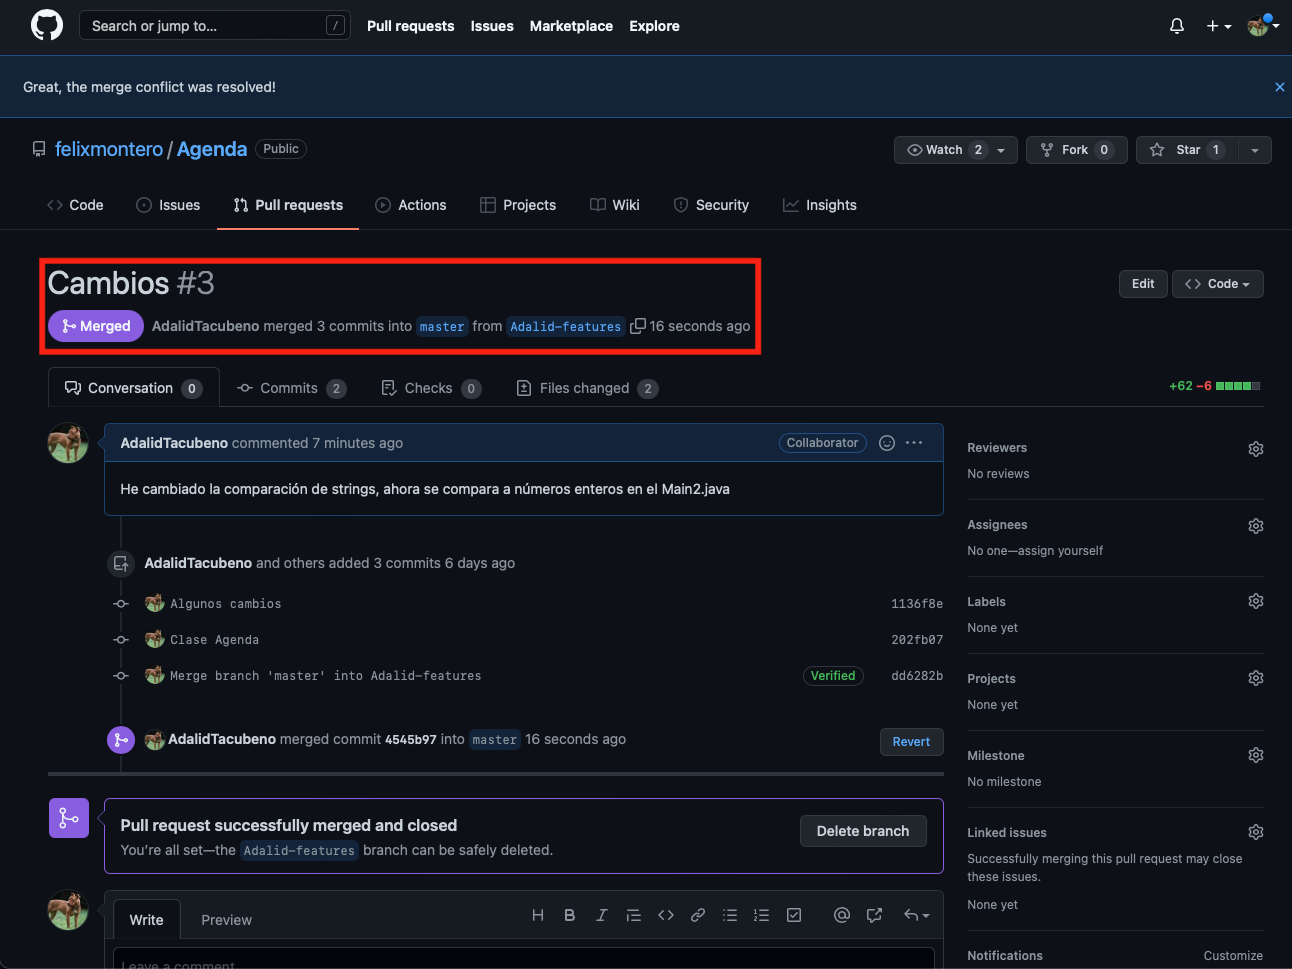 Search or jump to... /
Pull requests Issues Marketplace Explore
Great, the merge conflict was resolved!
felixmontero / Agenda Public
Watch 2 Fork 0 Star 1
Code Issues Pull requests Actions Projects Wiki Security Insights
Cambios #3
Edit Code
Merged AdalidTacubeno merged 3 commits into master from Adalid-features 16 seconds ago
Conversation 0 Commits 2 Checks 0 Files changed 2
+62 −6
AdalidTacubeno commented 7 minutes ago Collaborator
He cambiado la comparación de strings, ahora se compara a números enteros en el Main2.java
AdalidTacubeno and others added 3 commits 6 days ago
Algunos cambios 1136f8e
Clase Agenda 202fb07
Merge branch 'master' into Adalid-features Verified dd6282b
AdalidTacubeno merged commit 4545b97 into master 16 seconds ago Revert
Pull request successfully merged and closed
You’re all set—the Adalid-features branch can be safely deleted.
Delete branch
Write Preview
Leave a comment
Reviewers
No reviews
Assignees
No one—assign yourself
Labels
None yet
Projects
None yet
Milestone
No milestone
Linked issues
Successfully merging this pull request may close
these issues.
None yet
Notifications Customize